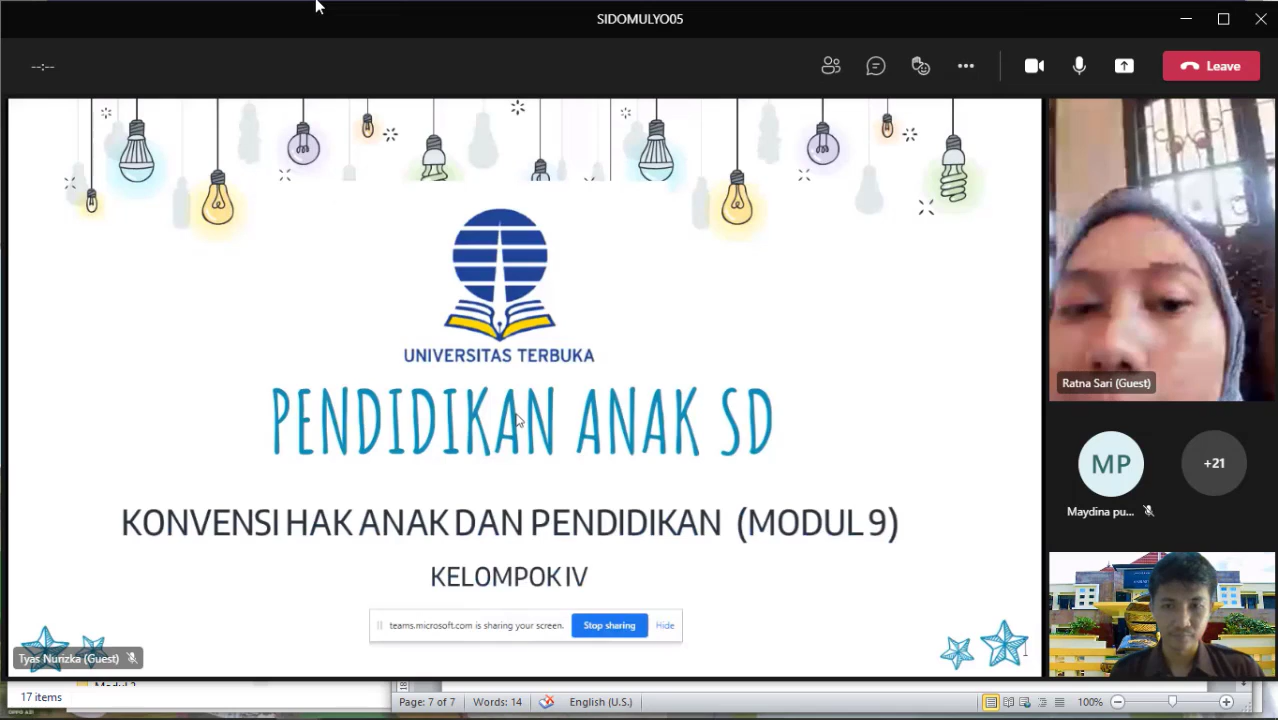 SIDOMULYO05
--:--
Leave
UNIVERSITAS TERBUKA
PENDIDIKAN ANAK SD
KONVENSI HAK ANAK DAN PENDIDIKAN (MODUL 9)
KELOMPOK IV
teams.microsoft.com is sharing your screen.
Stop sharing
Hide
Tyas Nurizka (Guest)
Ratna Sari (Guest)
MP
+21
Maydina pu...
17 items
Page: 7 of 7
Words: 14
English (U.S.)
100%